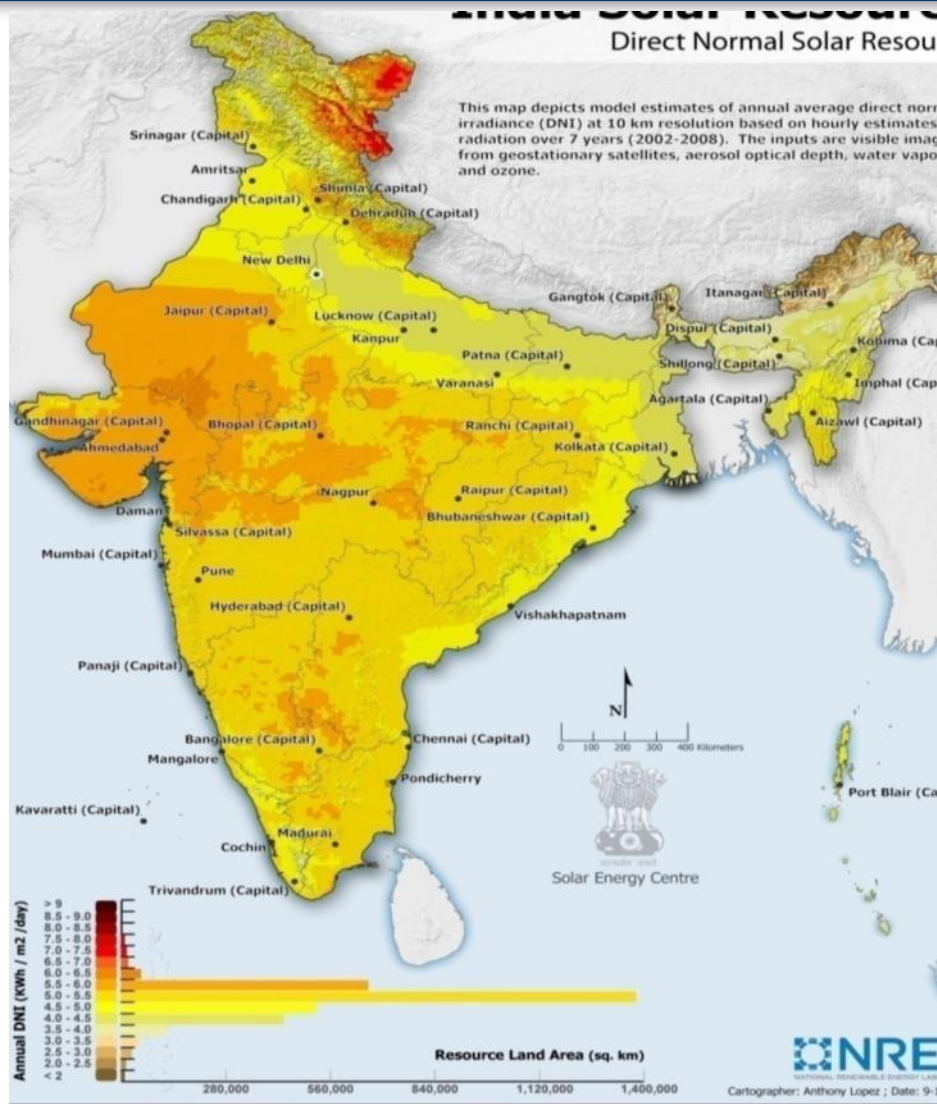 India Solar Resour
Direct Normal Solar Resou
This map depicts model estimates of annual average direct norm
irradiance (DNI) at 10 km resolution based on hourly estimates
radiation over 7 years (2002-2008). The inputs are visible imag
from geostationary satellites, aerosol optical depth, water vapo
and ozone.
Srinagar (Capital)
Amritsar
Shimla (Capital)
Chandigarh (Capital)
Dehradun (Capital)
New Delhi
Gangtok (Capital)
Itanagar (Capital)
Jaipur (Capital)
Lucknow (Capital)
Kanpur
Dispur (Capital)
Kohima (Cap
Patna (Capital)
Shillong (Capital)
Varanasi
Imphal (Cap
Agartala (Capital)
Aizawl (Capital)
Gandhinagar (Capital)
Bhopal (Capital)
Ranchi (Capital)
Ahmedabad
Kolkata (Capital)
Nagpur
Raipur (Capital)
Daman
Bhubaneshwar (Capital)
Silvassa (Capital)
Mumbai (Capital)
Pune
Hyderabad (Capital)
Vishakhapatnam
Panaji (Capital)
N
Bangalore (Capital)
Chennai (Capital)
0 100 200 300 400 Kilometers
Mangalore
Pondicherry
Port Blair (Ca
Kavaratti (Capital)
Madurai
Cochin
Solar Energy Centre
Trivandrum (Capital)
Annual DNI (KWh / m2 /day)
> 9
8.5 - 9.0
8.0 - 8.5
7.5 - 8.0
7.0 - 7.5
6.5 - 7.0
6.0 - 6.5
5.5 - 6.0
5.0 - 5.5
4.5 - 5.0
4.0 - 4.5
3.5 - 4.0
3.0 - 3.5
2.5 - 3.0
2.0 - 2.5
< 2
Resource Land Area (sq. km)
280,000 560,000 840,000 1,120,000 1,400,000
NRE
NATIONAL RENEWABLE ENERGY LAB
Cartographer: Anthony Lopez ; Date: 9-1